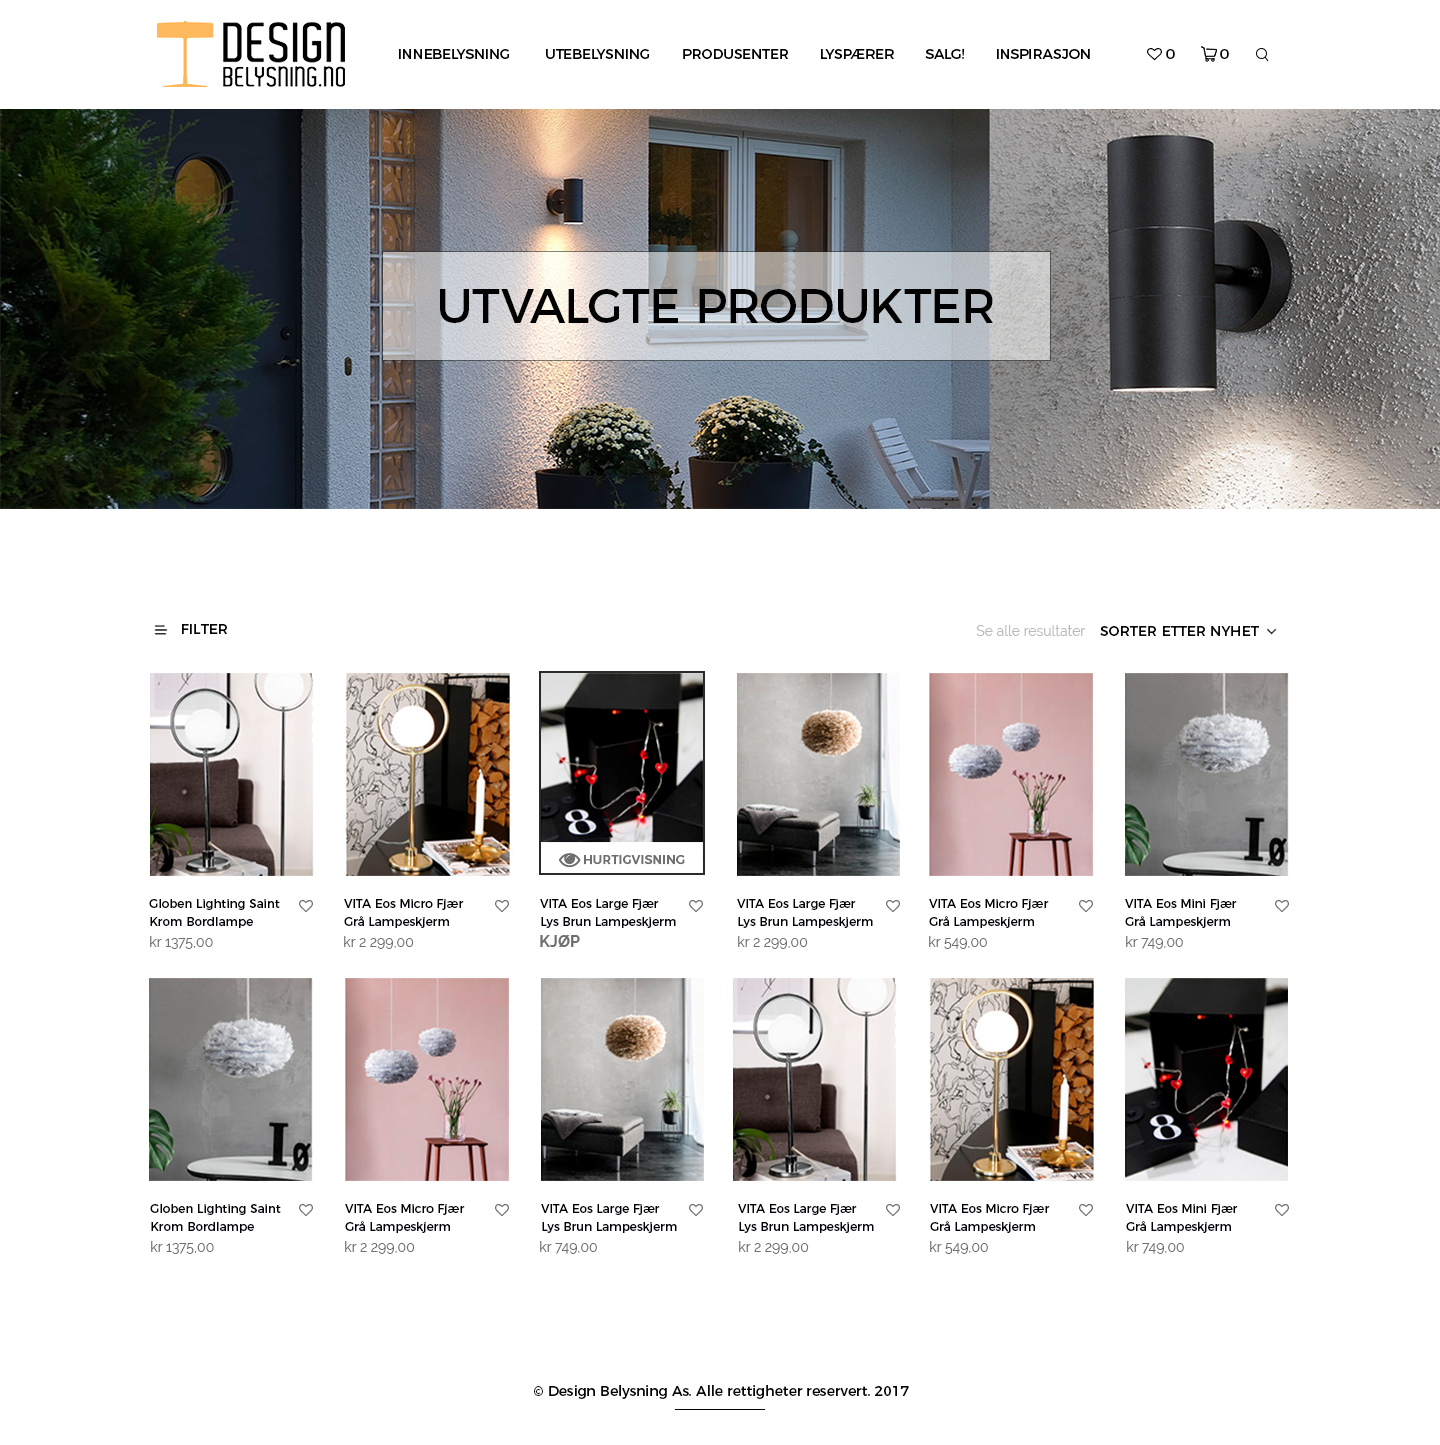 DESIGN
BELYSNING.NO
INNEBELYSNING UTEBELYSNING PRODUSENTER LYSPÆRER SALG! INSPIRASJON 0 0
UTVALGTE PRODUKTER
FILTER
Se alle resultater SORTER ETTER NYHET
8
HURTIGVISNING
IØ
Globen Lighting Saint
Krom Bordlampe
kr 1375,00
VITA Eos Micro Fjær
Grå Lampeskjerm
kr 2 299,00
VITA Eos Large Fjær
Lys Brun Lampeskjerm
KJØP
VITA Eos Large Fjær
Lys Brun Lampeskjerm
kr 2 299,00
VITA Eos Micro Fjær
Grå Lampeskjerm
kr 549,00
VITA Eos Mini Fjær
Grå Lampeskjerm
kr 749,00
IØ
8
Globen Lighting Saint
Krom Bordlampe
kr 1375,00
VITA Eos Micro Fjær
Grå Lampeskjerm
kr 2 299,00
VITA Eos Large Fjær
Lys Brun Lampeskjerm
kr 749,00
VITA Eos Large Fjær
Lys Brun Lampeskjerm
kr 2 299,00
VITA Eos Micro Fjær
Grå Lampeskjerm
kr 549,00
VITA Eos Mini Fjær
Grå Lampeskjerm
kr 749,00
© Design Belysning As. Alle rettigheter reservert. 2017